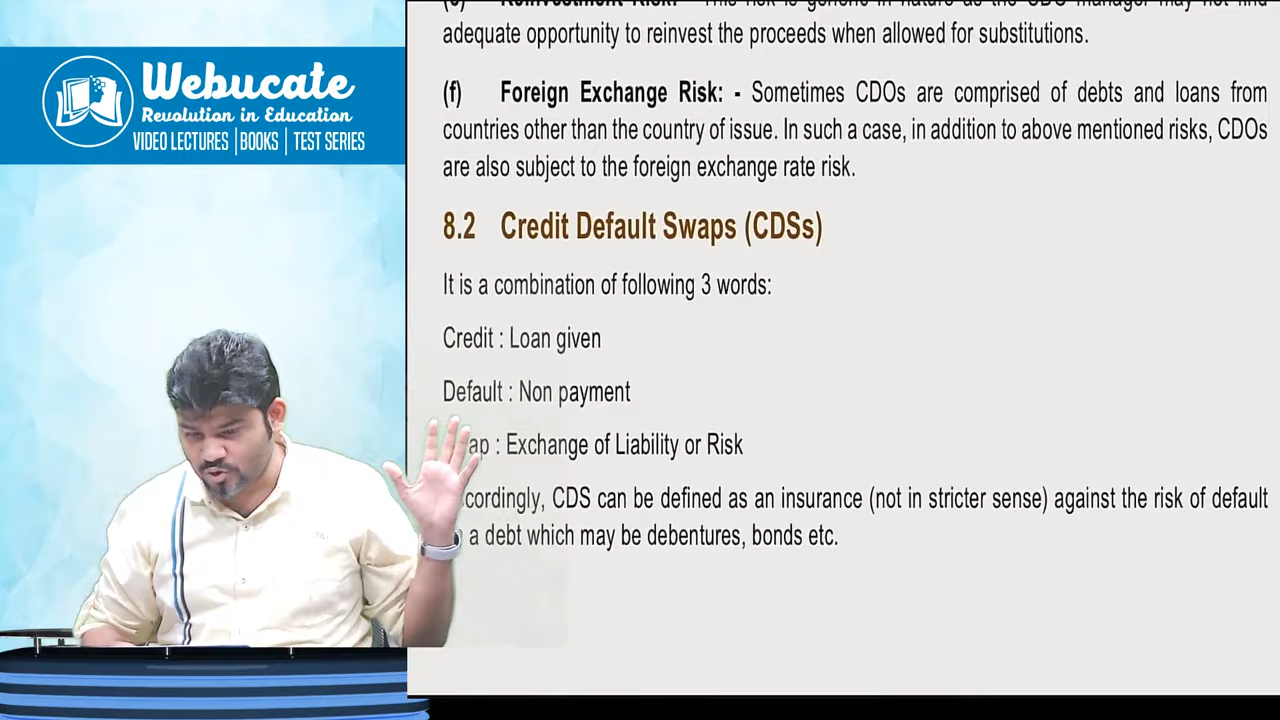 Webucate
Revolution in Education
VIDEO LECTURES | BOOKS | TEST SERIES
adequate opportunity to reinvest the proceeds when allowed for substitutions.
(f) Foreign Exchange Risk: - Sometimes CDOs are comprised of debts and loans from
countries other than the country of issue. In such a case, in addition to above mentioned risks, CDOs
are also subject to the foreign exchange rate risk.
8.2 Credit Default Swaps (CDSs)
It is a combination of following 3 words:
Credit : Loan given
Default : Non payment
: Exchange of Liability or Risk
CDS can be defined as an insurance (not in stricter sense) against the risk of default
a debt which may be debentures, bonds etc.